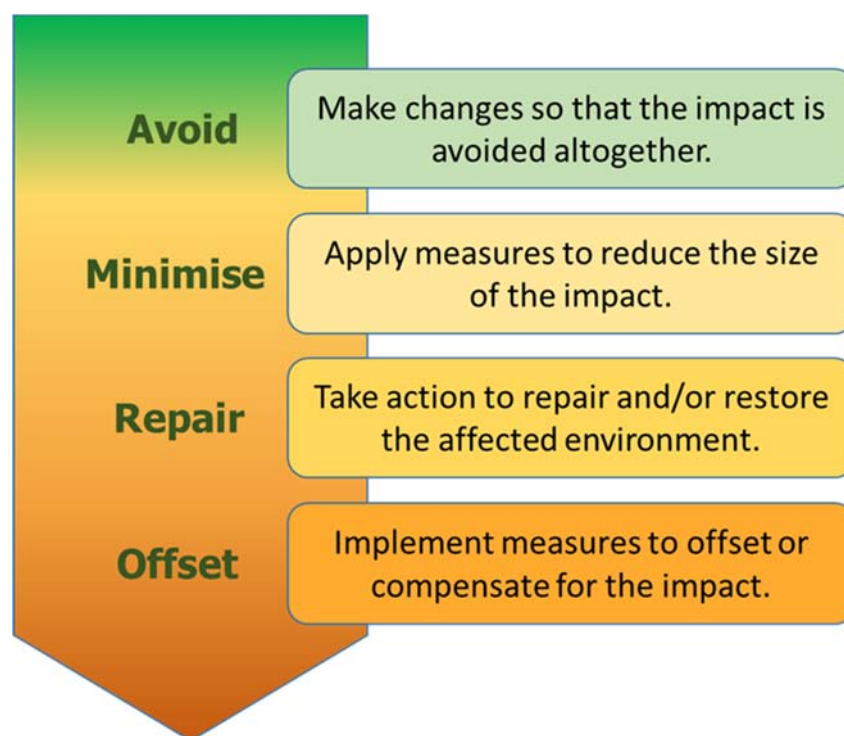 Avoid
Make changes so that the impact is
avoided altogether.
Minimise
Apply measures to reduce the size
of the impact.
Repair
Take action to repair and/or restore
the affected environment.
Offset
Implement measures to offset or
compensate for the impact.